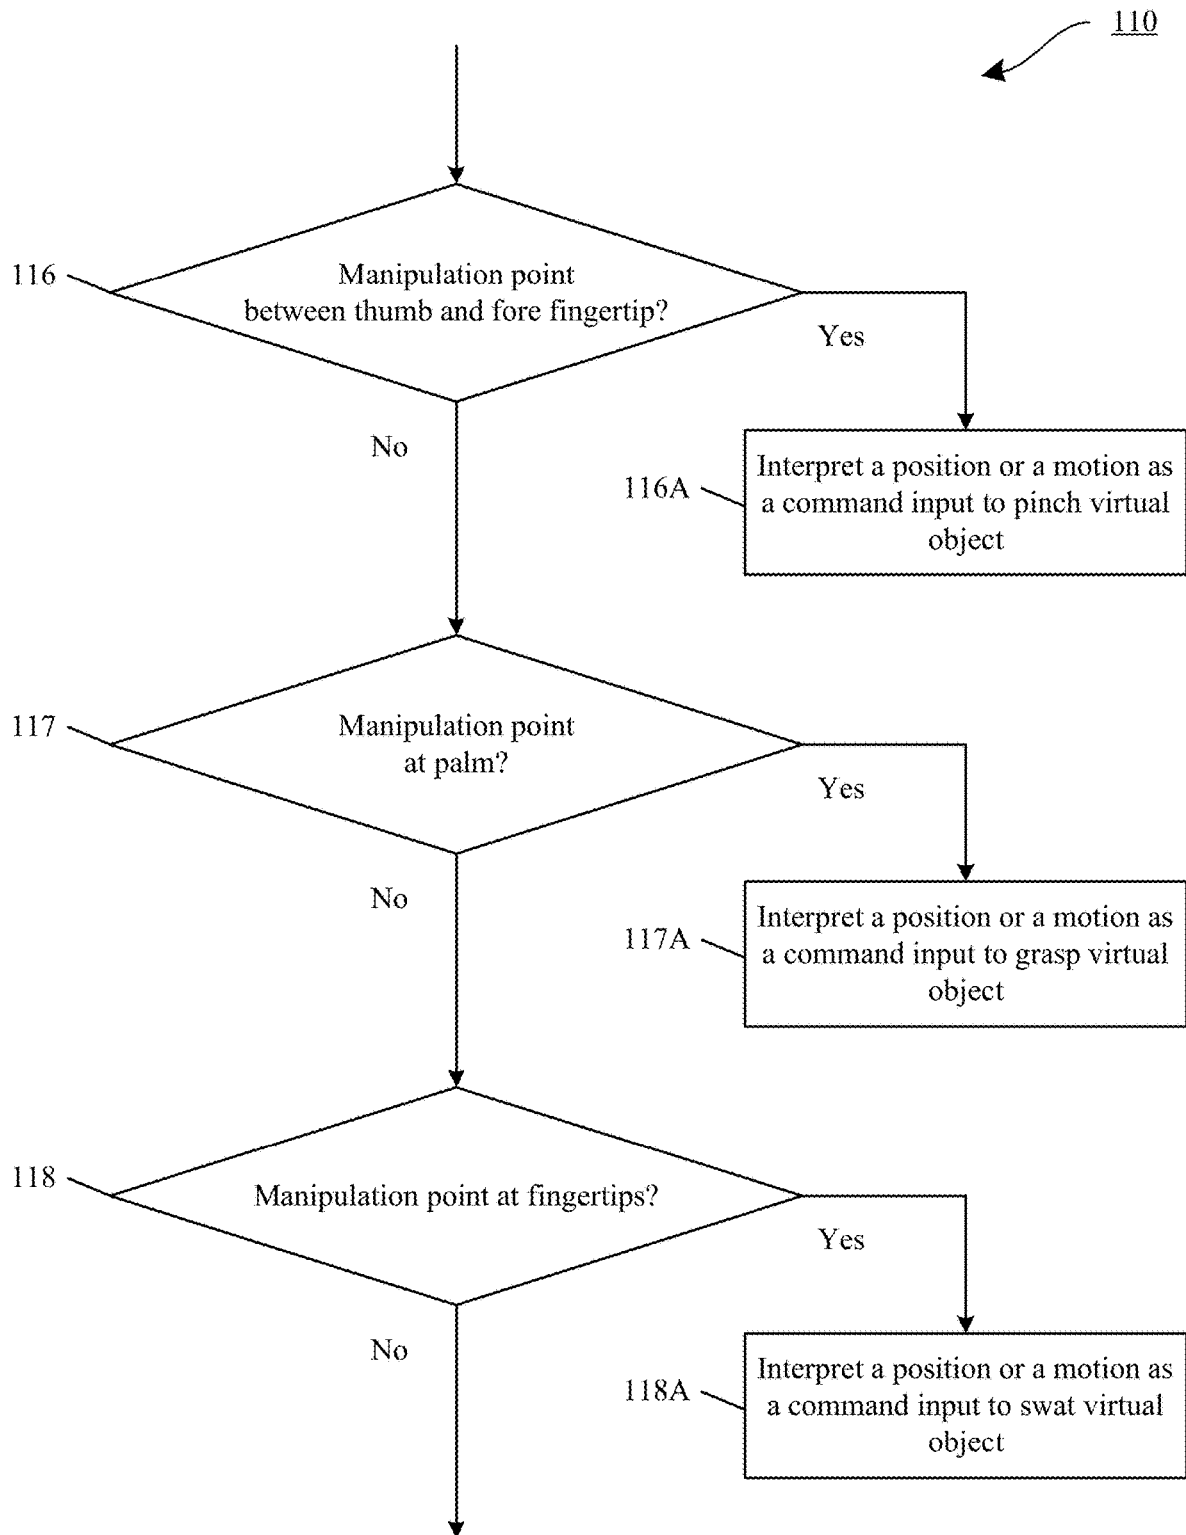 110
116
Manipulation point
between thumb and fore fingertip?
Yes
No
116A
Interpret a position or a motion as
a command input to pinch virtual
object
117
Manipulation point
at palm?
Yes
No
117A
Interpret a position or a motion as
a command input to grasp virtual
object
118
Manipulation point at fingertips?
Yes
No
118A
Interpret a position or a motion as
a command input to swat virtual
object